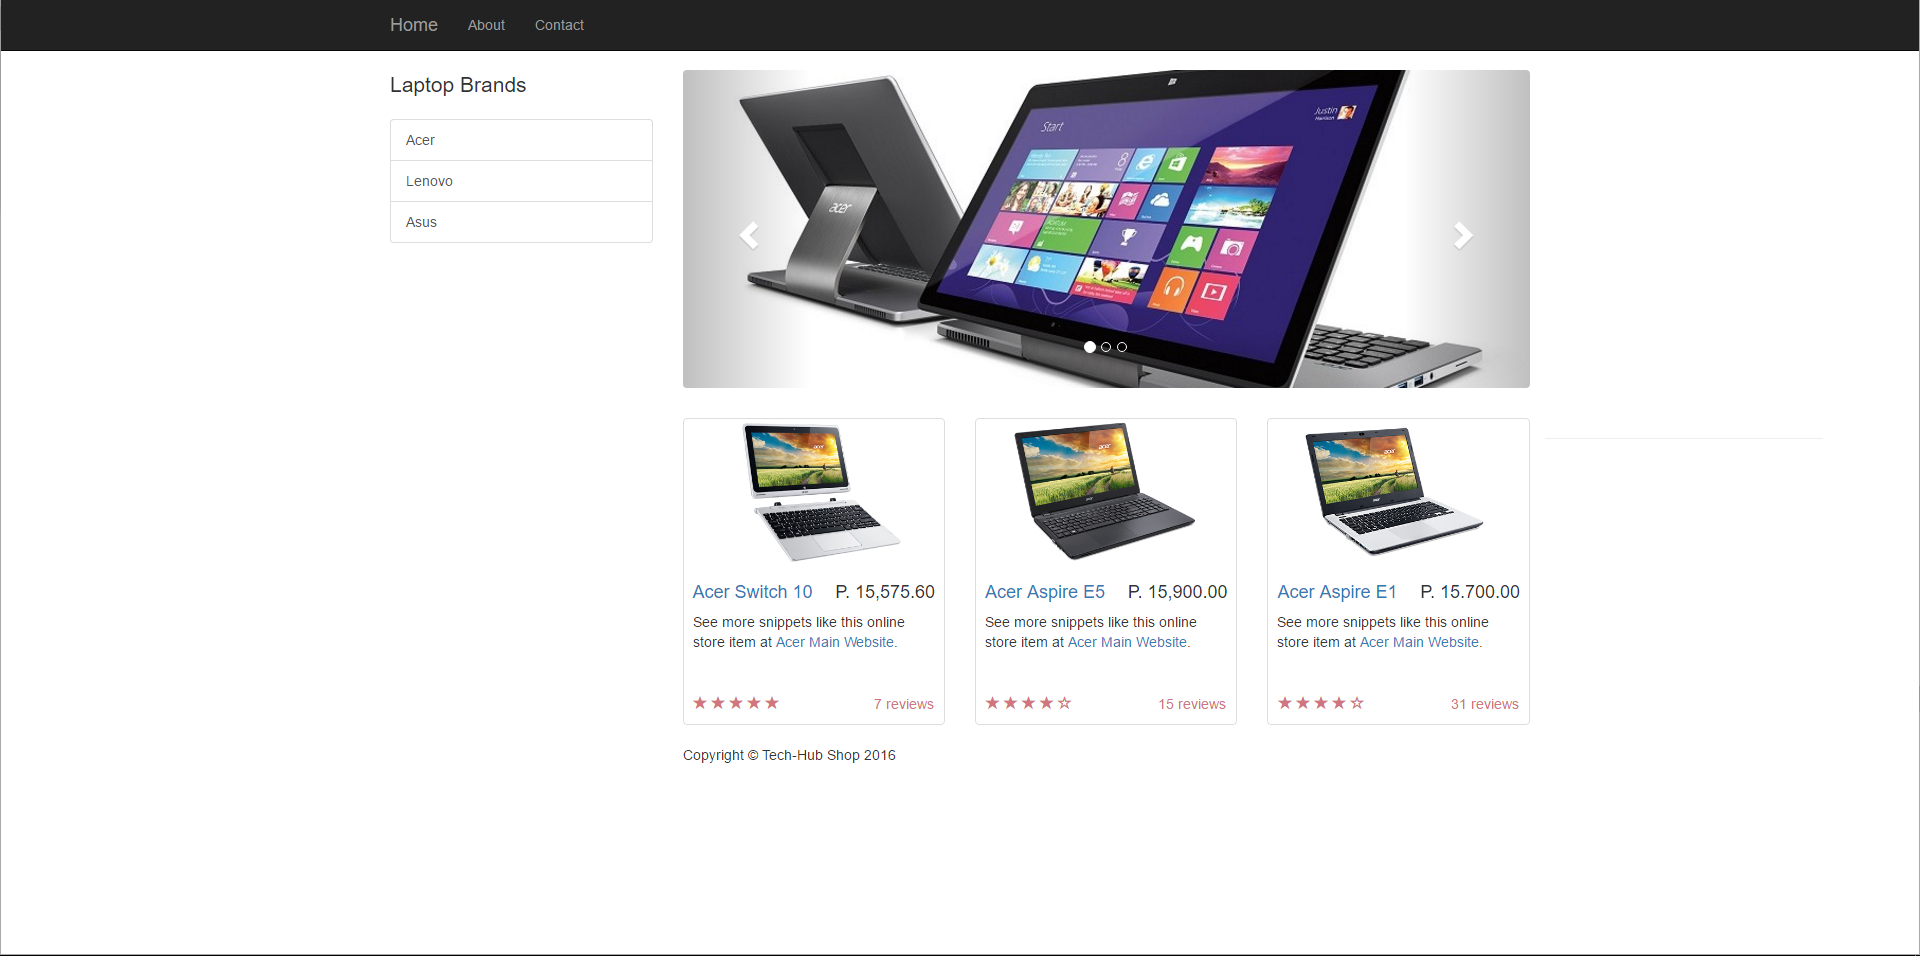 Home About Contact
Laptop Brands
Acer
Lenovo
Asus
acer
Start
Justin
Harrison
Acer Switch 10 P. 15,575.60
See more snippets like this online
store item at Acer Main Website.
★★★★★ 7 reviews
Acer Aspire E5 P. 15,900.00
See more snippets like this online
store item at Acer Main Website.
★★★★☆ 15 reviews
Acer Aspire E1 P. 15.700.00
See more snippets like this online
store item at Acer Main Website.
★★★★☆ 31 reviews
Copyright © Tech-Hub Shop 2016